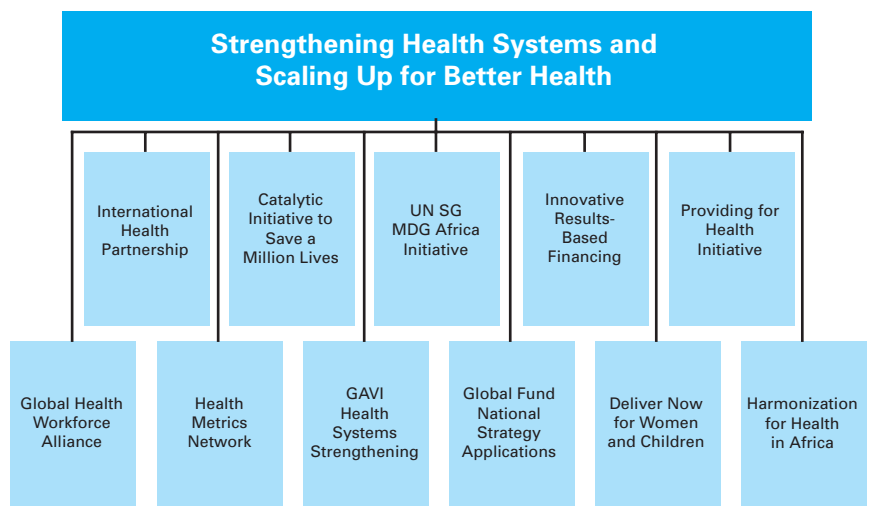 Strengthening Health Systems and
Scaling Up for Better Health
International
Health
Partnership
Catalytic
Initiative to
Save a
Million Lives
UN SG
MDG Africa
Initiative
Innovative
Results-
Based
Financing
Providing for
Health
Initiative
Global Health
Workforce
Alliance
Health
Metrics
Network
GAVI
Health
Systems
Strengthening
Global Fund
National
Strategy
Applications
Deliver Now
for Women
and Children
Harmonization
for Health
in Africa